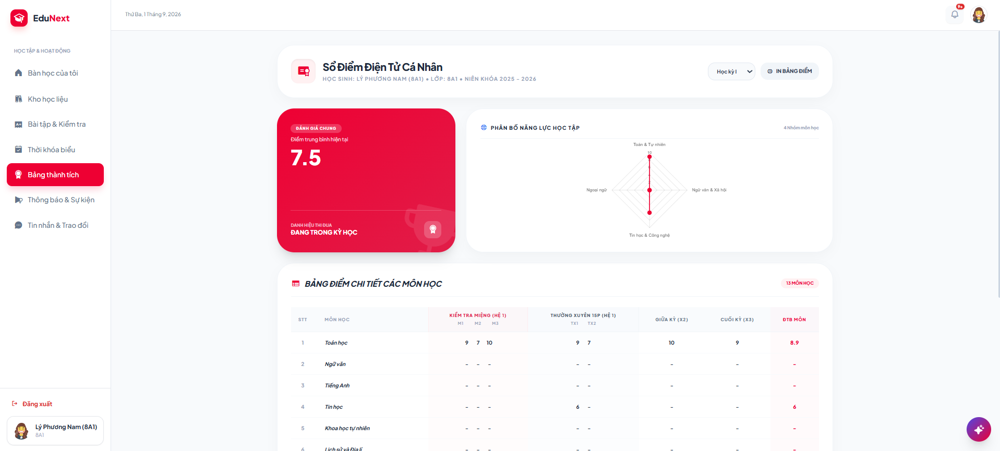 EduNext
Thứ Ba, 1 Tháng 9, 2026
9+
HỌC TẬP & HOẠT ĐỘNG
Bàn học của tôi
Kho học liệu
Bài tập & Kiểm tra
Thời khóa biểu
Bảng thành tích
Thông báo & Sự kiện
Tin nhắn & Trao đổi
Đăng xuất
Lý Phương Nam (8A1)
8A1
Sổ Điểm Điện Tử Cá Nhân
HỌC SINH: LÝ PHƯƠNG NAM (8A1) • LỚP: 8A1 • NIÊN KHÓA 2025 - 2026
Học kỳ I
IN BẢNG ĐIỂM
ĐÁNH GIÁ CHUNG
Điểm trung bình hiện tại
7.5
DANH HIỆU THI ĐUA
ĐANG TRONG KỲ HỌC
PHÂN BỐ NĂNG LỰC HỌC TẬP
4 Nhóm môn học
Toán & Tự nhiên
10
Ngoại ngữ
Ngữ văn & Xã hội
Tin học & Công nghệ
BẢNG ĐIỂM CHI TIẾT CÁC MÔN HỌC
13 MÔN HỌC
STT MÔN HỌC KIỂM TRA MIỆNG (HỆ 1) THƯỜNG XUYÊN 15P (HỆ 1) GIỮA KỲ (X2) CUỐI KỲ (X3) ĐTB MÔN
M1 M2 M3 TX1 TX2
1 Toán học 9 7 10 9 7 10 9 8.9
2 Ngữ văn - - - - - - - -
3 Tiếng Anh - - - - - - - -
4 Tin học - - - 6 - - - 6
5 Khoa học tự nhiên - - - - - - - -
6 Lịch sử và Địa lí - - - - - - - -